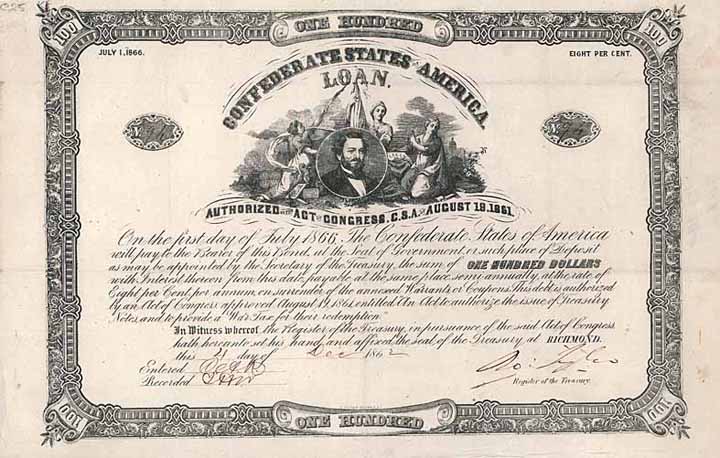 ONE HUNDRED
100
100
JULY 1, 1866.
EIGHT PER CENT.
CONFEDERATE STATES OF AMERICA.
LOAN.
AUTHORIZED BY THE ACT OF CONGRESS, C.S.A. OF AUGUST 19, 1861.
On the first day of July 1866, The Confederate States of America
will pay to the Bearer of this Bond, at the Seat of Government, or such place of Deposit
as may be appointed by the Secretary of the Treasury, the sum of ONE HUNDRED DOLLARS
with Interest thereon from this date, payable at the same place, semi-annually, at the rate of
Eight per Cent. per annum, on surrender of the annexed Warrants or Coupons. This debt is authorized
by an Act of Congress approved August 19, 1861, entitled "An Act to authorize the issue of Treasury
Notes, and to provide a War Tax for their redemption"
In Witness whereof, the Register of the Treasury, in pursuance of the said Act of Congress
hath hereunto set his hand, and affixed the seal of the Treasury at RICHMOND.
this 21 day of Dec 1862
Entered
Recorded
Register of the Treasury.
100
100
ONE HUNDRED